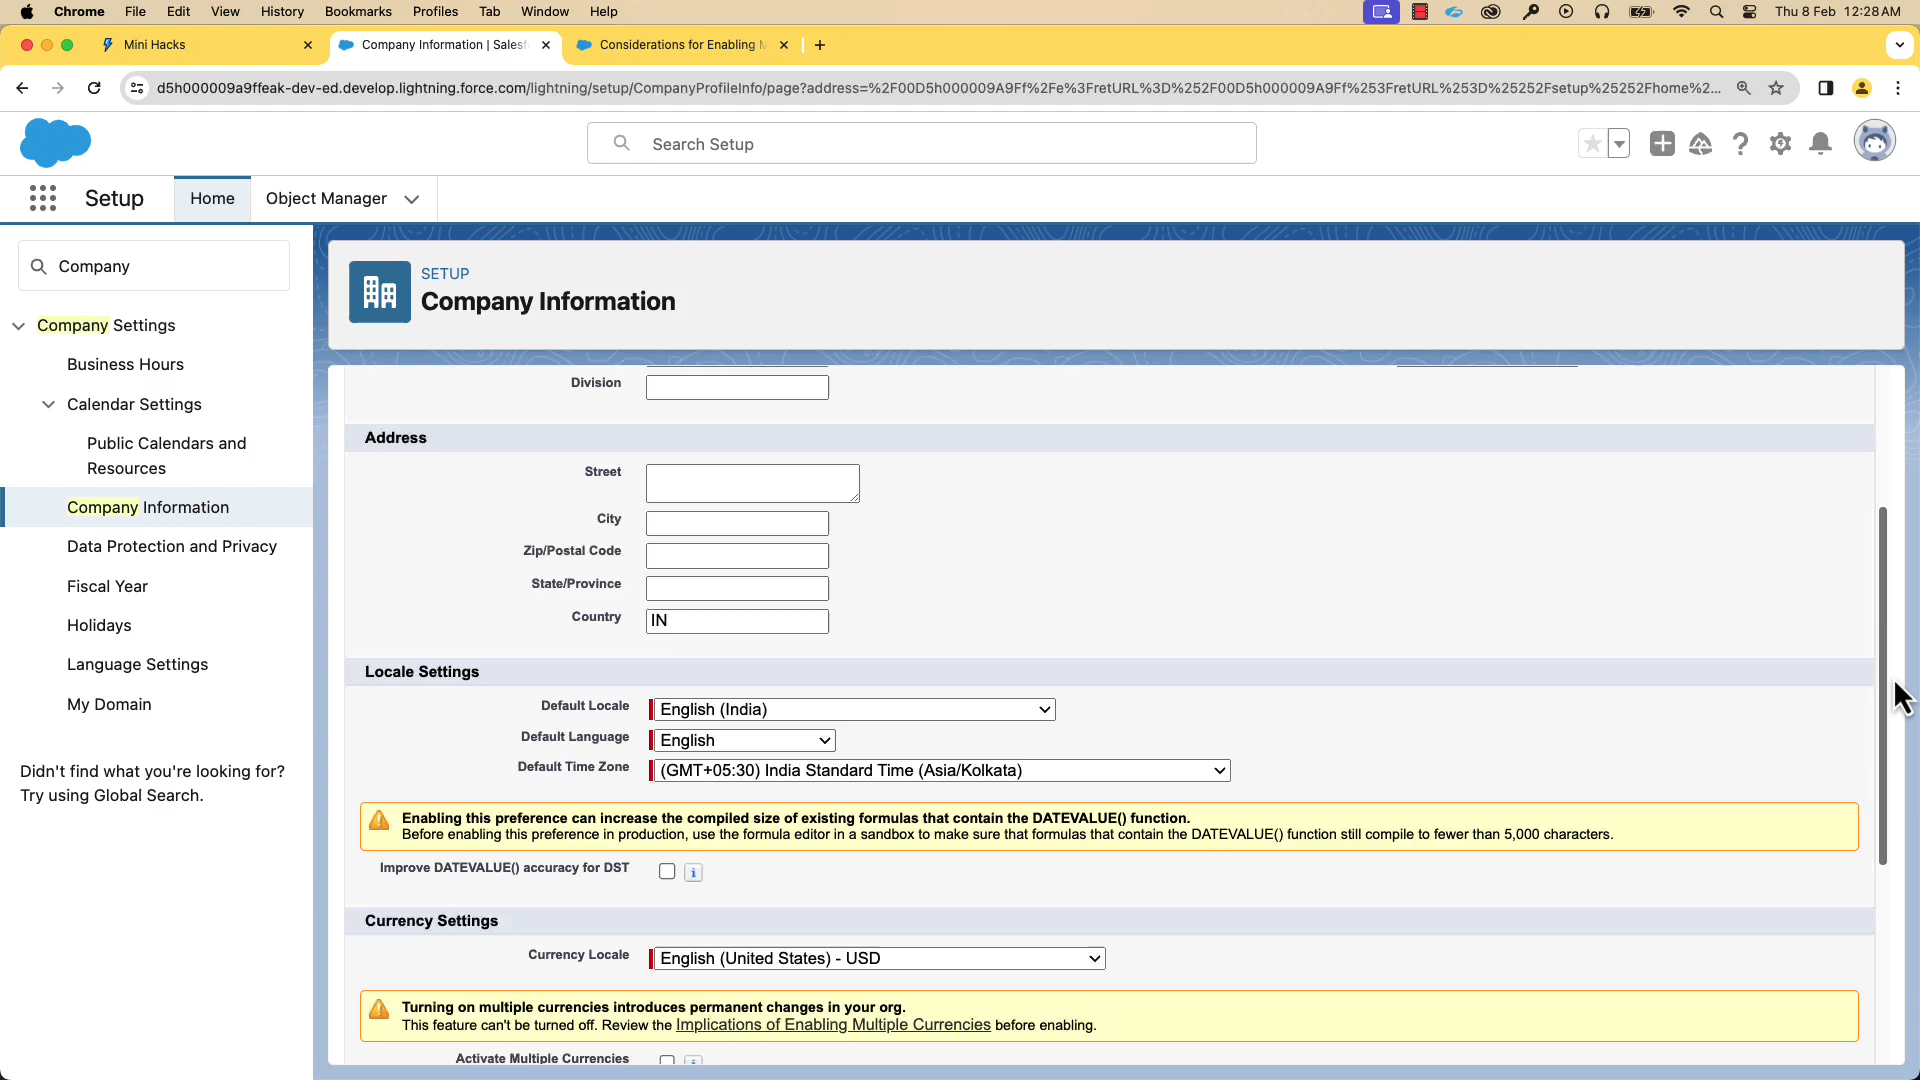 Chrome File Edit View History Bookmarks Profiles Tab Window Help Thu 8 Feb 12:28 AM
Mini Hacks
Company Information | Salesf
Considerations for Enabling M
d5h000009a9ffeak-dev-ed.develop.lightning.force.com/lightning/setup/CompanyProfileInfo/page?address=%2F00D5h000009A9Ff%2Fe%3FretURL%3D%252F00D5h000009A9Ff%253FretURL%253D%25252Fsetup%25252Fhome%2...
Search Setup
Setup Home Object Manager
Company
Company Settings
Business Hours
Calendar Settings
Public Calendars and
Resources
Company Information
Data Protection and Privacy
Fiscal Year
Holidays
Language Settings
My Domain
Didn't find what you're looking for?
Try using Global Search.
SETUP
Company Information
Division
Address
Street
City
Zip/Postal Code
State/Province
Country IN
Locale Settings
Default Locale English (India)
Default Language English
Default Time Zone (GMT+05:30) India Standard Time (Asia/Kolkata)
Enabling this preference can increase the compiled size of existing formulas that contain the DATEVALUE() function.
Before enabling this preference in production, use the formula editor in a sandbox to make sure that formulas that contain the DATEVALUE() function still compile to fewer than 5,000 characters.
Improve DATEVALUE() accuracy for DST i
Currency Settings
Currency Locale English (United States) - USD
Turning on multiple currencies introduces permanent changes in your org.
This feature can't be turned off. Review the Implications of Enabling Multiple Currencies before enabling.
Activate Multiple Currencies